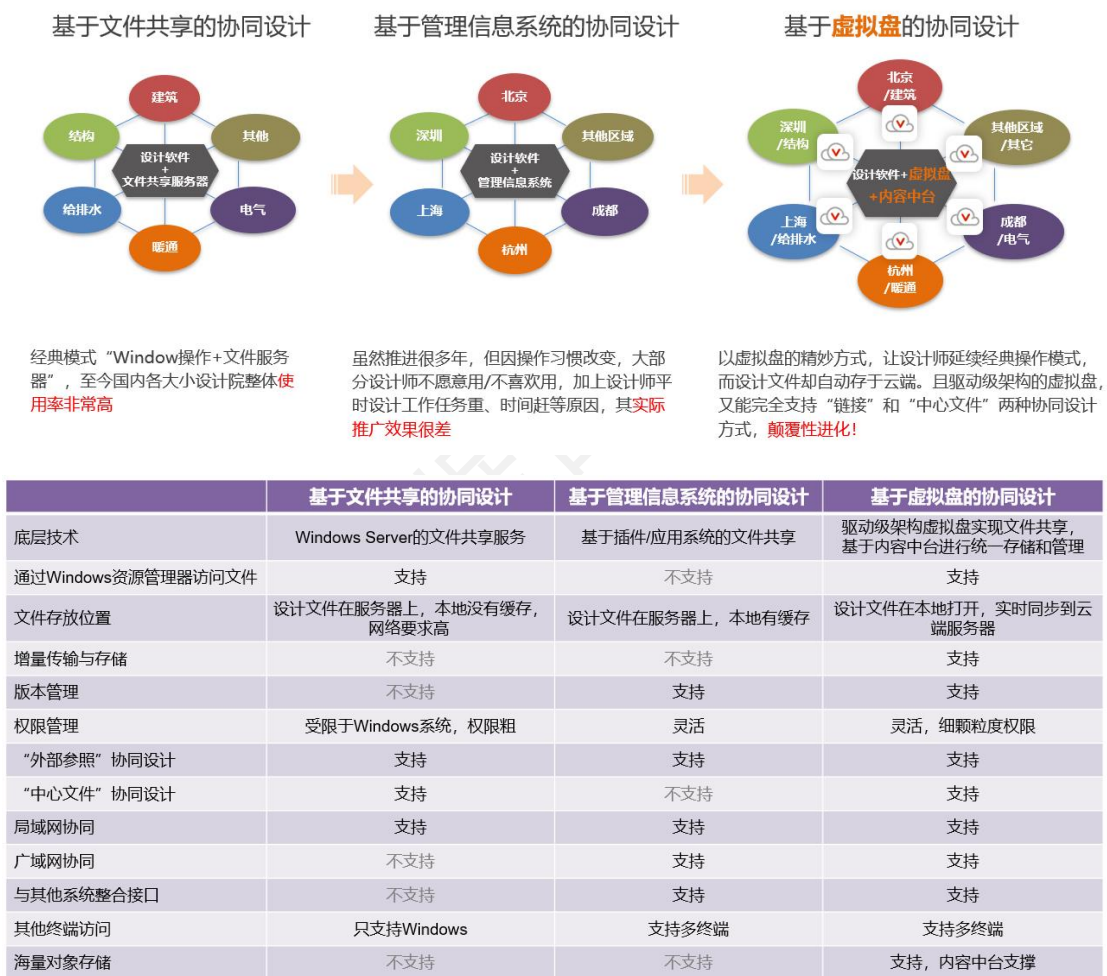 基于文件共享的协同设计
基于管理信息系统的协同设计
基于虚拟盘的协同设计
建筑
结构
其他
设计软件
+
文件共享服务器
给排水
电气
暖通
北京
深圳
其他区域
设计软件
+
管理信息系统
上海
成都
杭州
北京
/建筑
深圳
/结构
其他区域
/其它
设计软件+虚拟盘
+内容中台
上海
/给排水
成都
/电气
杭州
/暖通
经典模式“Window操作+文件服务
器”，至今国内各大小设计院整体使
用率非常高
虽然推进很多年，但因操作习惯改变，大部
分设计师不愿意用/不喜欢用，加上设计师平
时设计工作任务重、时间赶等原因，其实际
推广效果很差
以虚拟盘的精妙方式，让设计师延续经典操作模式，
而设计文件却自动存于云端。且驱动级架构的虚拟盘，
又能完全支持“链接”和“中心文件”两种协同设计
方式，颠覆性进化！
基于文件共享的协同设计 基于管理信息系统的协同设计 基于虚拟盘的协同设计
底层技术 Windows Server的文件共享服务 基于插件/应用系统的文件共享 驱动级架构虚拟盘实现文件共享，
基于内容中台进行统一存储和管理
通过Windows资源管理器访问文件 支持 不支持 支持
文件存放位置 设计文件在服务器上，本地没有缓存，
网络要求高 设计文件在服务器上，本地有缓存 设计文件在本地打开，实时同步到云
端服务器
增量传输与存储 不支持 不支持 支持
版本管理 不支持 支持 支持
权限管理 受限于Windows系统，权限粗 灵活 灵活，细颗粒度权限
“外部参照”协同设计 支持 支持 支持
“中心文件”协同设计 支持 不支持 支持
局域网协同 支持 支持 支持
广域网协同 不支持 支持 支持
与其他系统整合接口 不支持 支持 支持
其他终端访问 只支持Windows 支持多终端 支持多终端
海量对象存储 不支持 不支持 支持，内容中台支撑